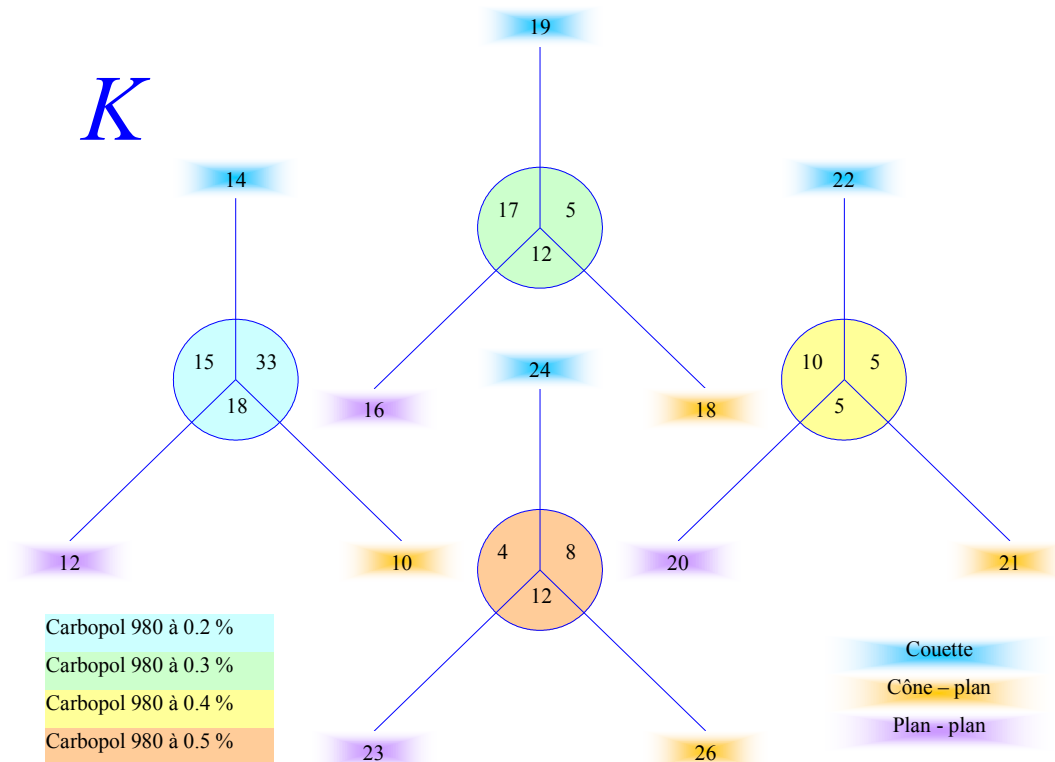 19
K
14
22
17 5
12
15 33
18
24
10 5
5
16
18
12
10
4 8
12
20
21
23
26
Carbopol 980 à 0.2 %
Carbopol 980 à 0.3 %
Carbopol 980 à 0.4 %
Carbopol 980 à 0.5 %
Couette
Cône – plan
Plan - plan